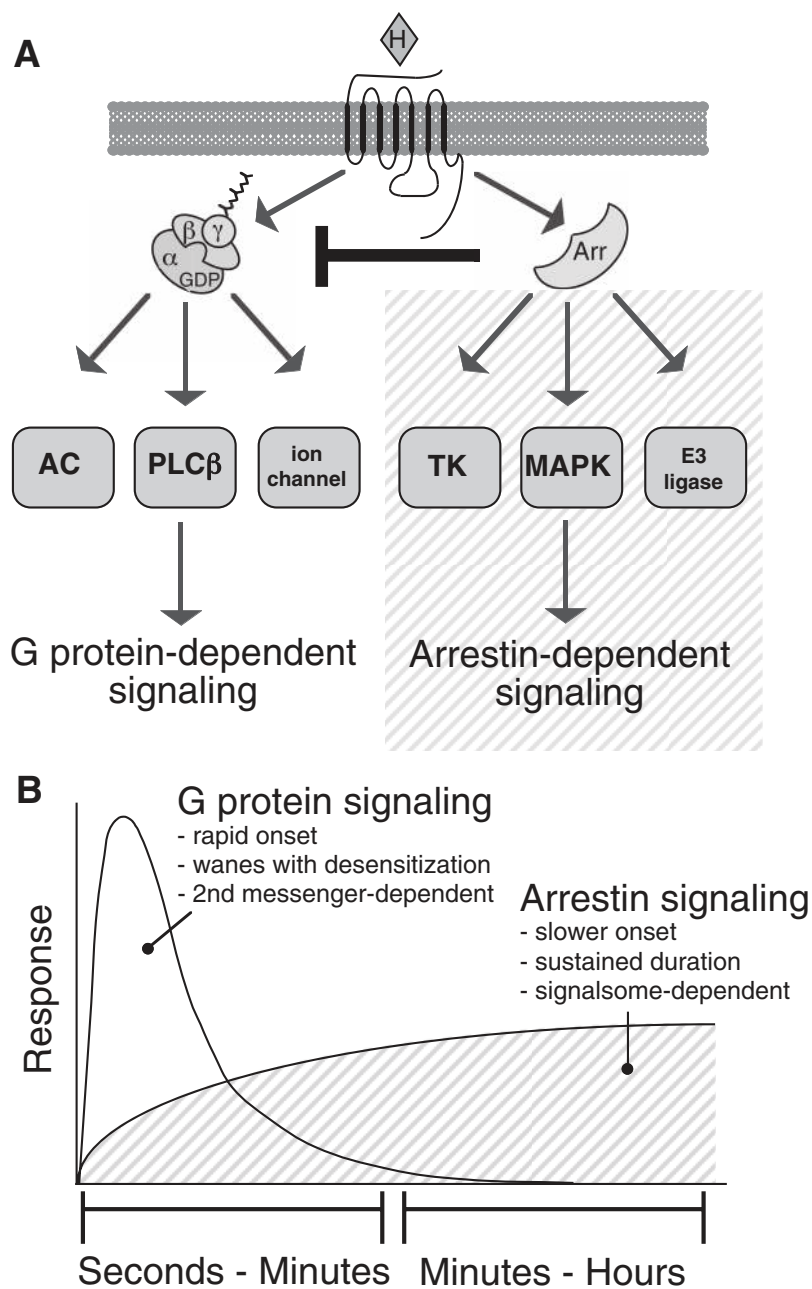 A
H
β γ
α
GDP
Arr
AC
PLCβ
ion
channel
TK
MAPK
E3
ligase
G protein-dependent
signaling
Arrestin-dependent
signaling
B
G protein signaling
- rapid onset
- wanes with desensitization
- 2nd messenger-dependent
Arrestin signaling
- slower onset
- sustained duration
- signalsome-dependent
Response
Seconds - Minutes
Minutes - Hours